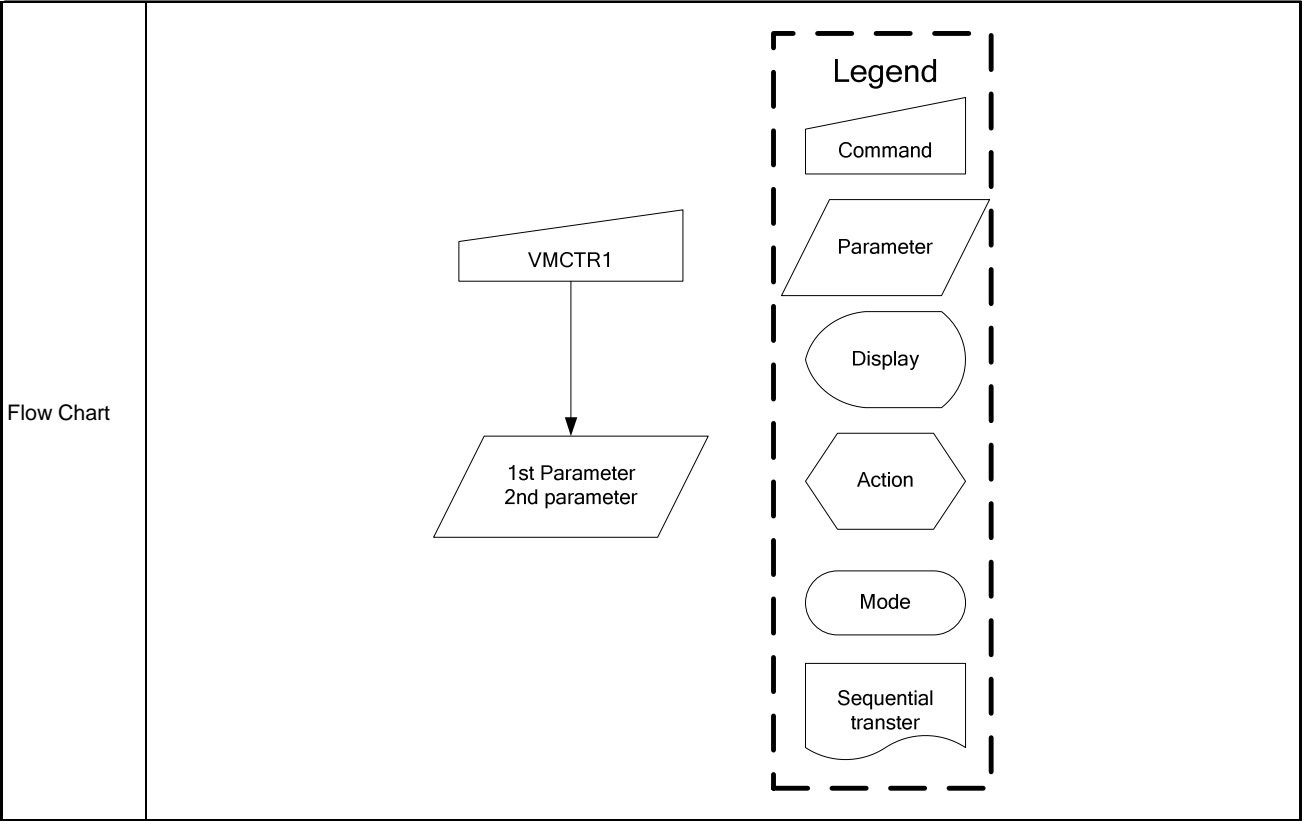 Flow Chart
VMCTR1
1st Parameter
2nd parameter
Legend
Command
Parameter
Display
Action
Mode
Sequential
transter